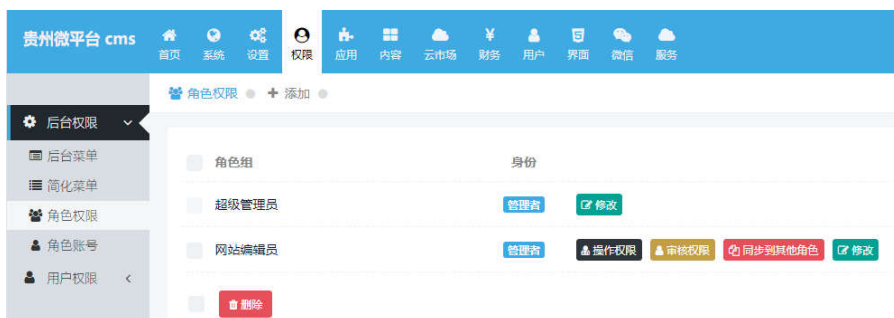 贵州微平台 cms
首页 系统 设置 权限 应用 内容 云市场 财务 用户 界面 微信 服务
角色权限 添加
后台权限
后台菜单
简化菜单
角色权限
角色账号
用户权限
角色组 身份
超级管理员 管理者 修改
网站编辑员 管理者 操作权限 审核权限 同步到其他角色 修改
删除